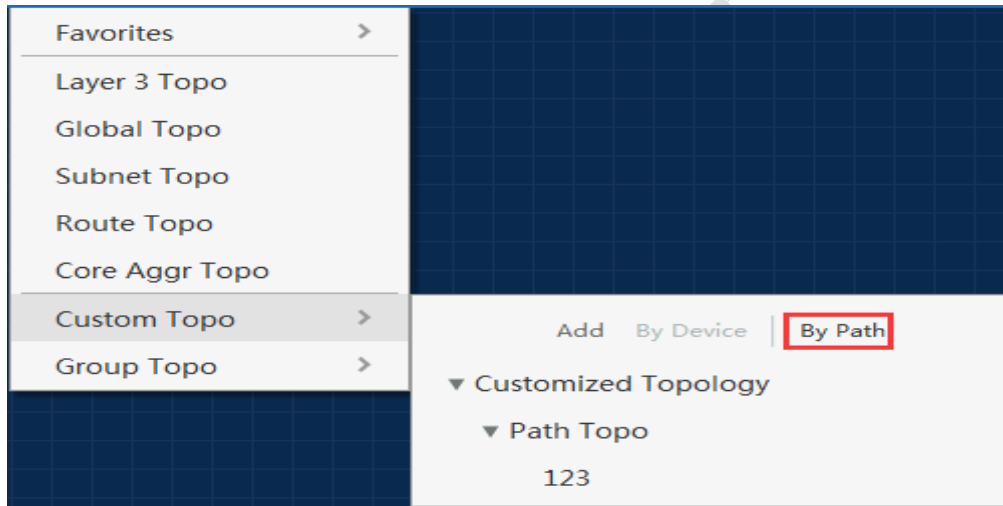 Favorites
Layer 3 Topo
Global Topo
Subnet Topo
Route Topo
Core Aggr Topo
Custom Topo
Group Topo
Add By Device By Path
Customized Topology
Path Topo
123